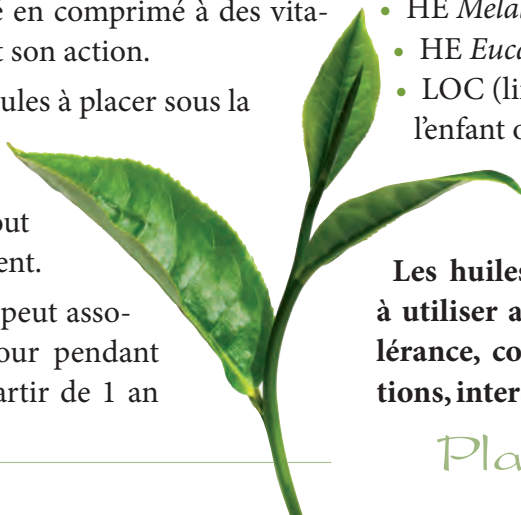 é en comprimé à des vita-
t son action.
ules à placer sous la
out
ent.
peut asso-
our pendant
artir de 1 an
• HE Mela
• HE Euca
• LOC (li
l’enfant o
Les huiles
à utiliser a
lérance, co
tions, inter
Pla